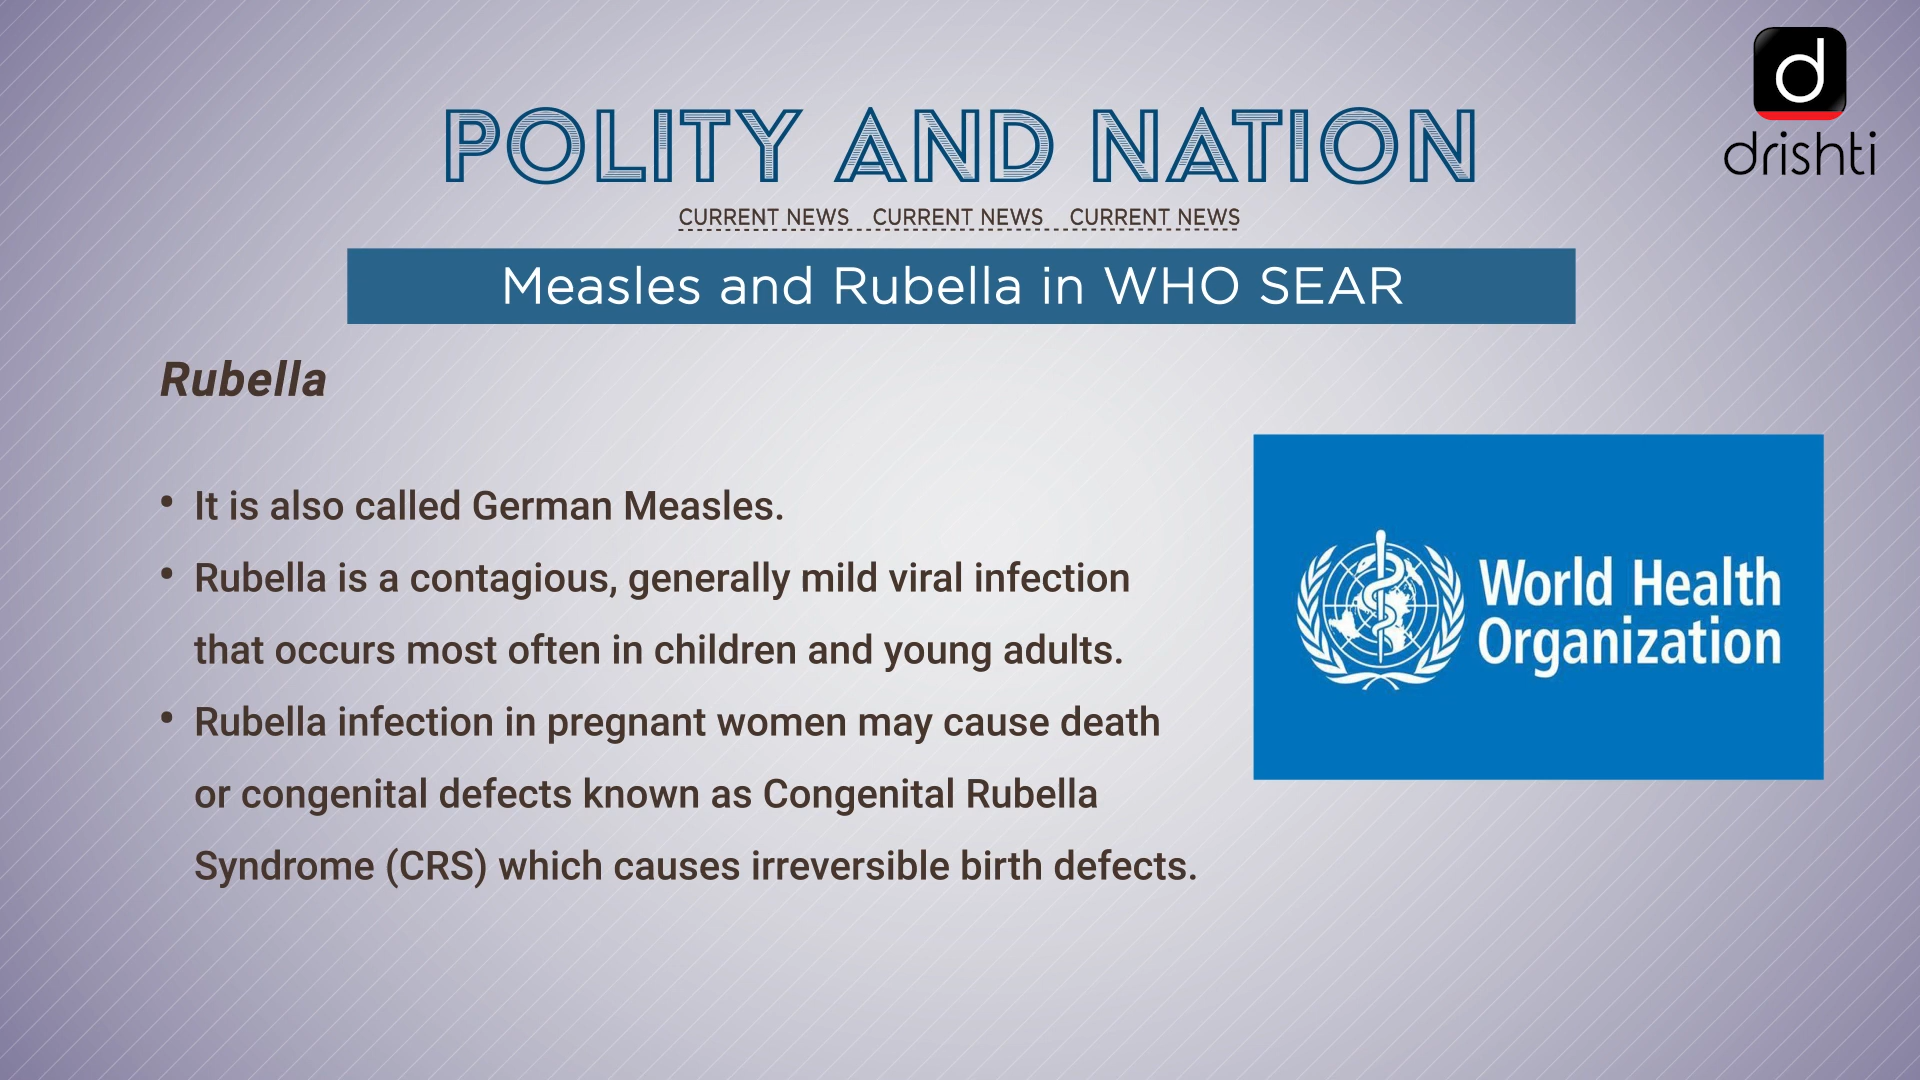 d
drishti
POLITY AND NATION
CURRENT NEWS CURRENT NEWS CURRENT NEWS
Measles and Rubella in WHO SEAR
Rubella
• It is also called German Measles.
• Rubella is a contagious, generally mild viral infection
that occurs most often in children and young adults.
• Rubella infection in pregnant women may cause death
or congenital defects known as Congenital Rubella
Syndrome (CRS) which causes irreversible birth defects.
World Health
Organization